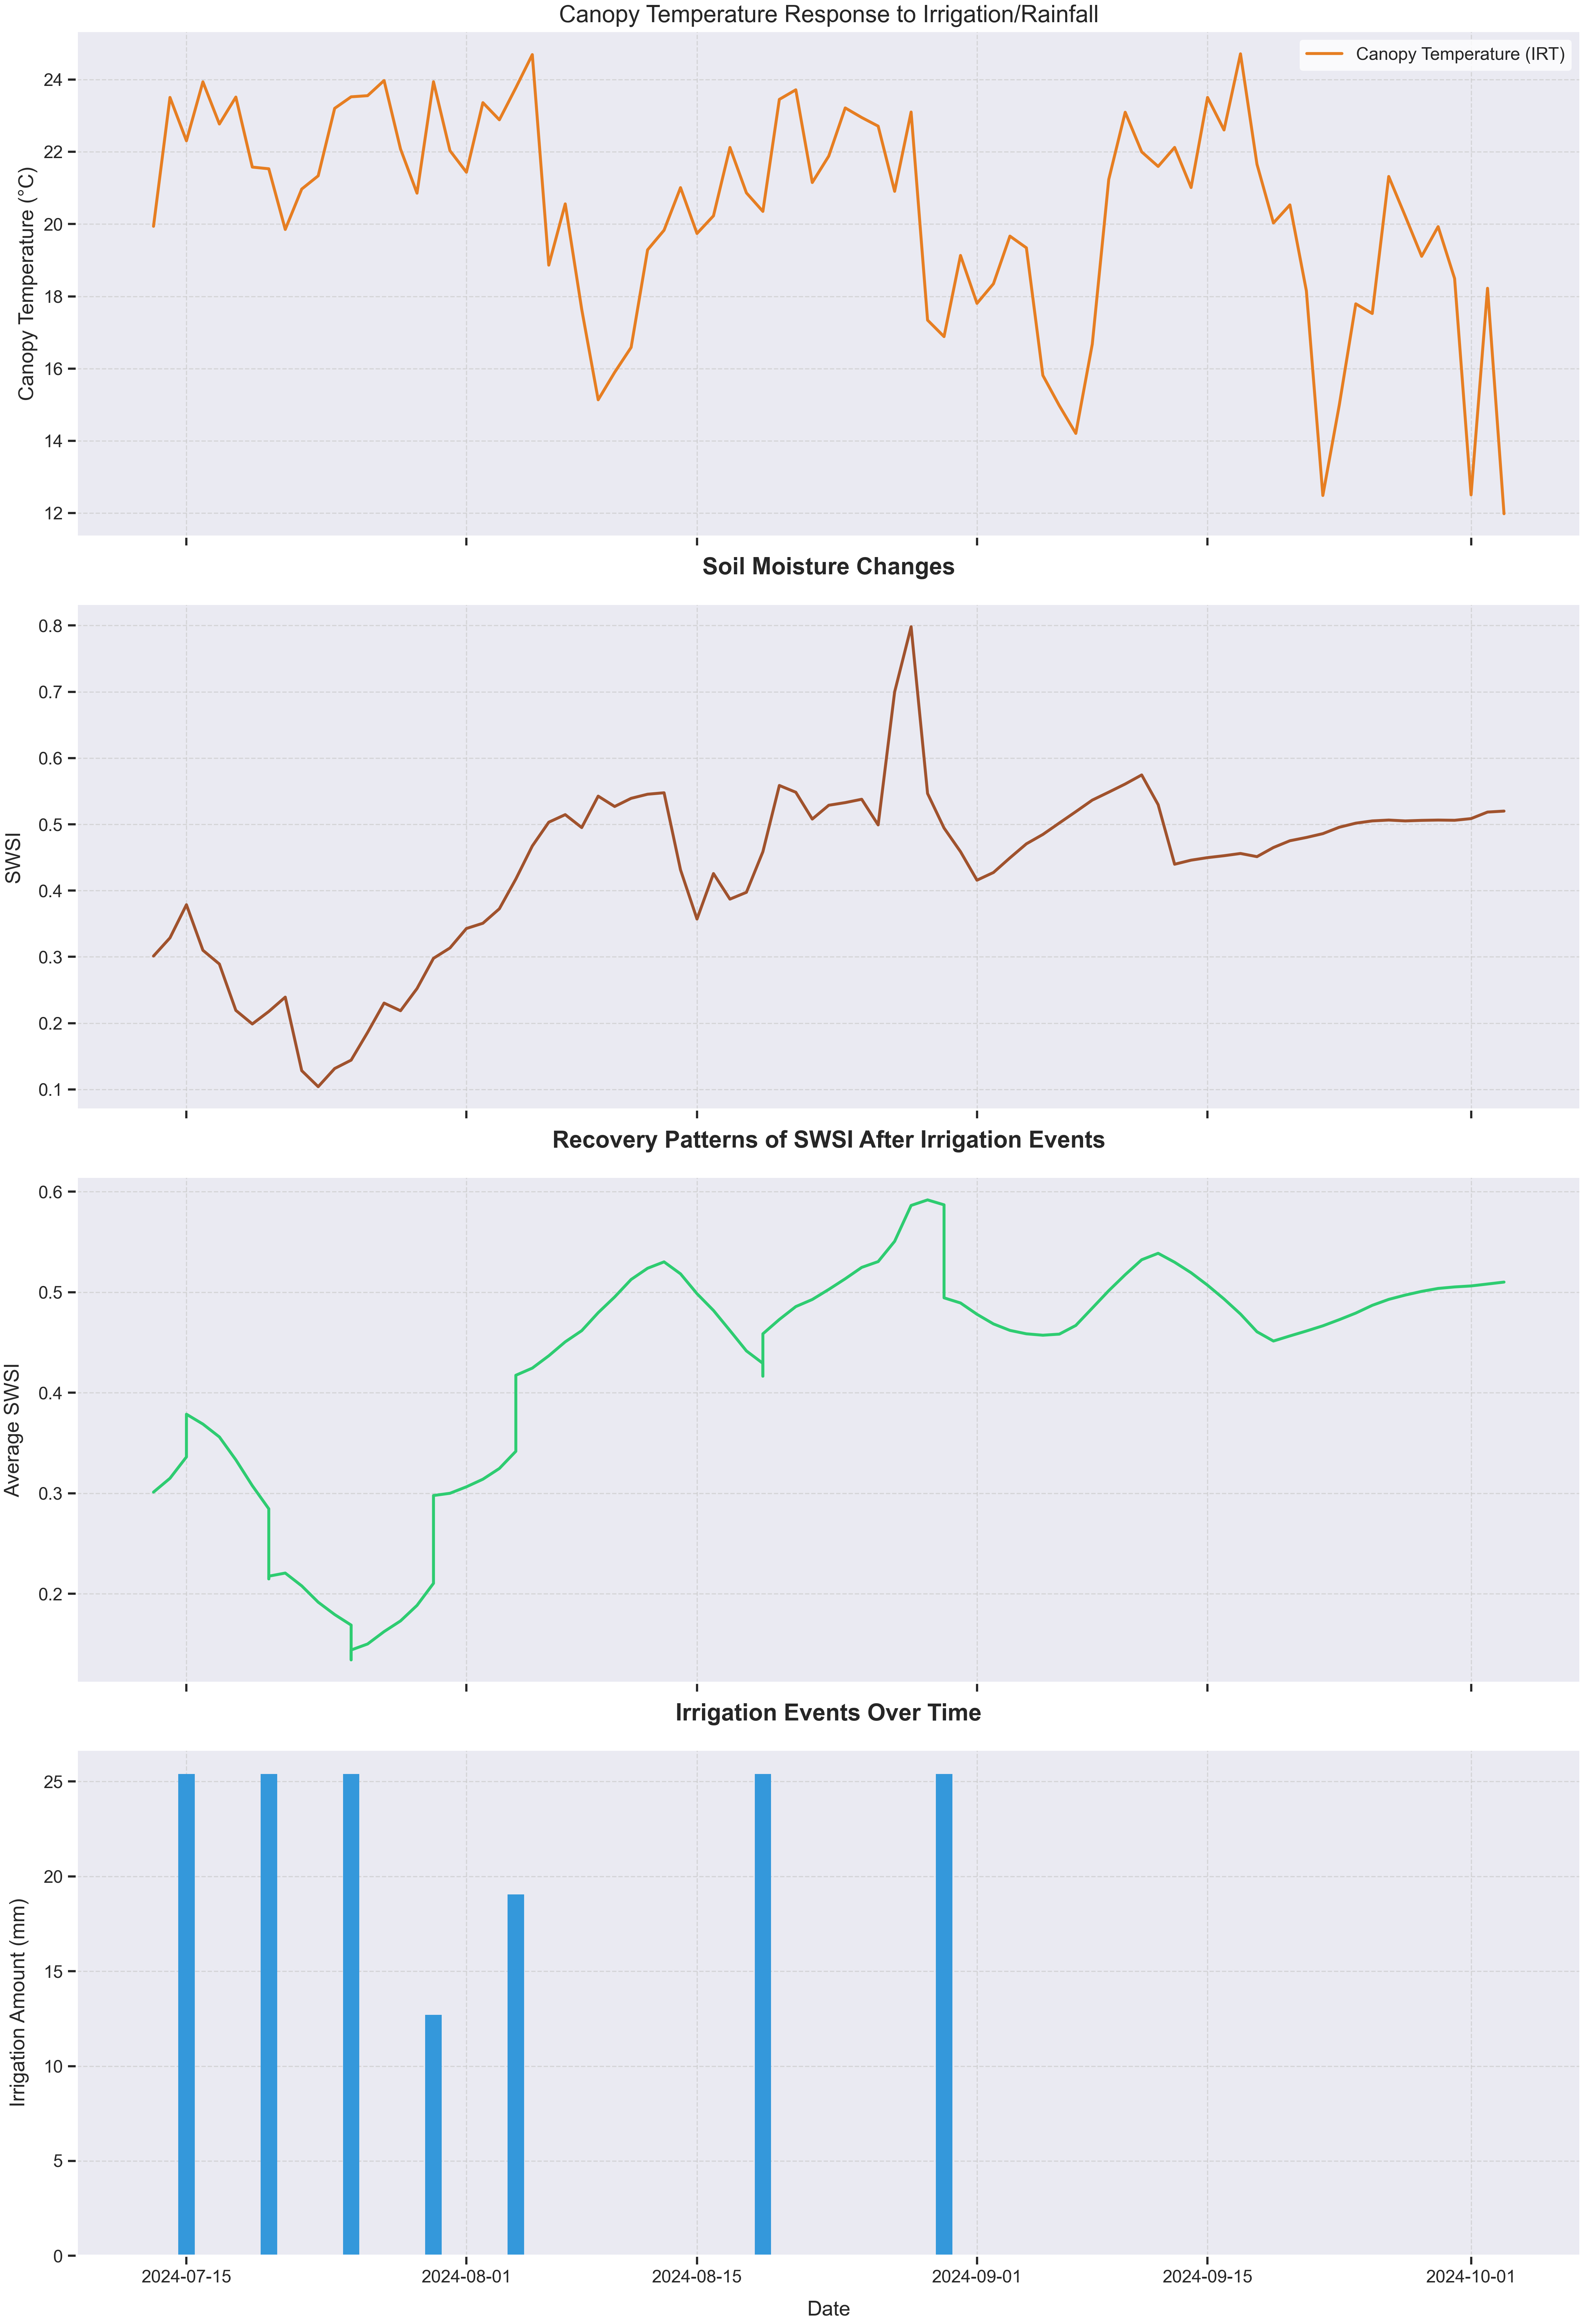 Canopy Temperature Response to Irrigation/Rainfall
Canopy Temperature (IRT)
Canopy Temperature (°C)
24
22
20
18
16
14
12
Soil Moisture Changes
SWSI
0.8
0.7
0.6
0.5
0.4
0.3
0.2
0.1
Recovery Patterns of SWSI After Irrigation Events
Average SWSI
0.6
0.5
0.4
0.3
0.2
Irrigation Events Over Time
Irrigation Amount (mm)
25
20
15
10
5
0
2024-07-15 2024-08-01 2024-08-15 2024-09-01 2024-09-15 2024-10-01
Date